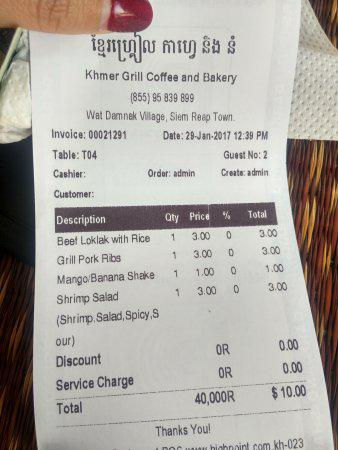 ខ្មែរហ្គ្រៀល កាហ្វេ និង នំ
Khmer Grill Coffee and Bakery
(855) 95 839 899
Wat Damnak Village, Siem Reap Town.
Invoice: 00021291 Date: 29-Jan-2017 12:39 PM
Table: T04 Guest No: 2
Cashier: Order: admin Create: admin
Customer:
Description Qty Price % Total
Beef Loklak with Rice 1 3.00 0 3.00
Grill Pork Ribs 1 3.00 0 3.00
Mango/Banana Shake 1 1.00 0 1.00
Shrimp Salad 1 3.00 0 3.00
(Shrimp,Salad,Spicy,S
our)
Discount 0R 0.00
Service Charge 0R 0.00
Total 40,000R $ 10.00
Thanks You!
POS www.bigpoint.com.kh-023